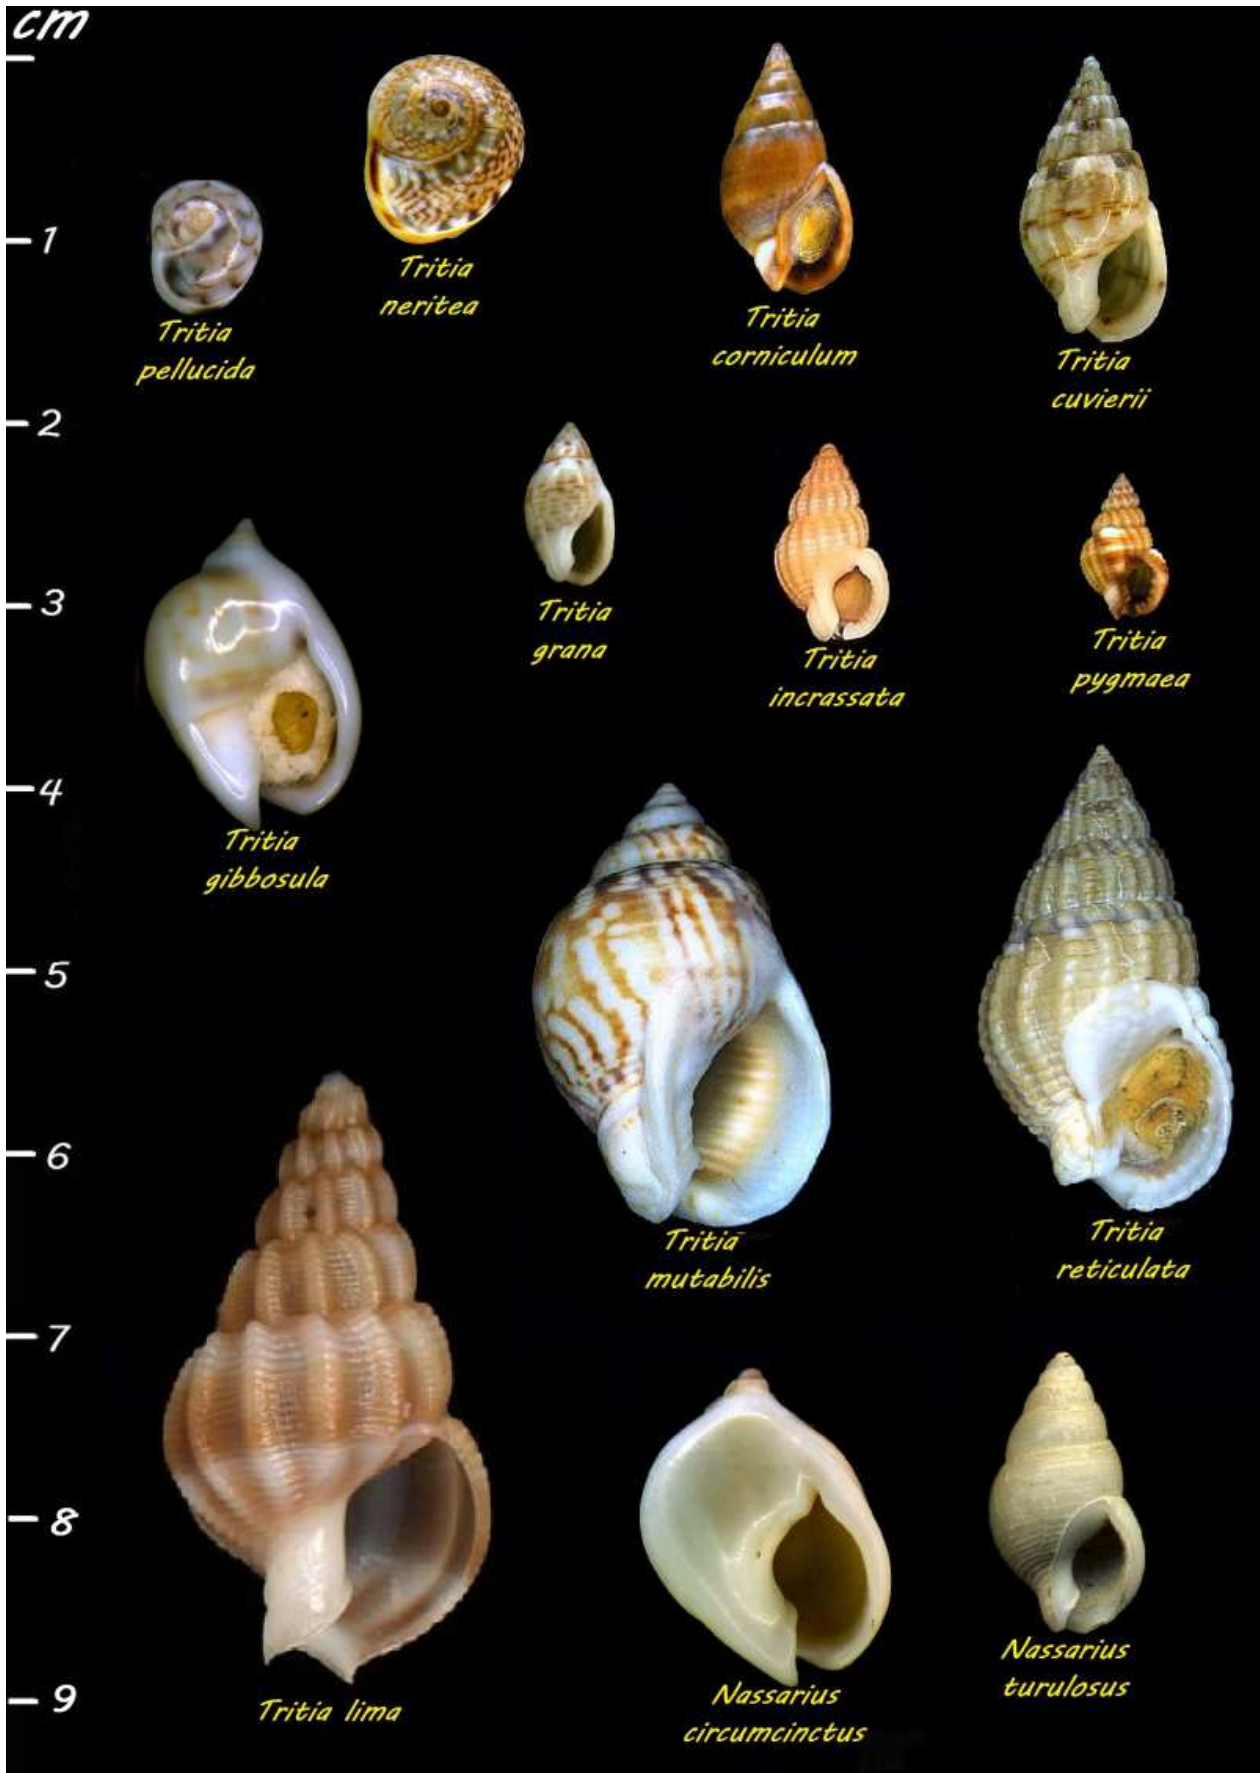 cm
Tritia
neritea
1
Tritia
pellucida
Tritia
corniculum
Tritia
cuvierii
2
3
Tritia
grana
Tritia
incrassata
Tritia
pygmaea
4
Tritia
gibbosula
5
6
Tritia
mutabilis
Tritia
reticulata
7
8
Nassarius
turulosus
9
Tritia lima
Nassarius
circumcinctus